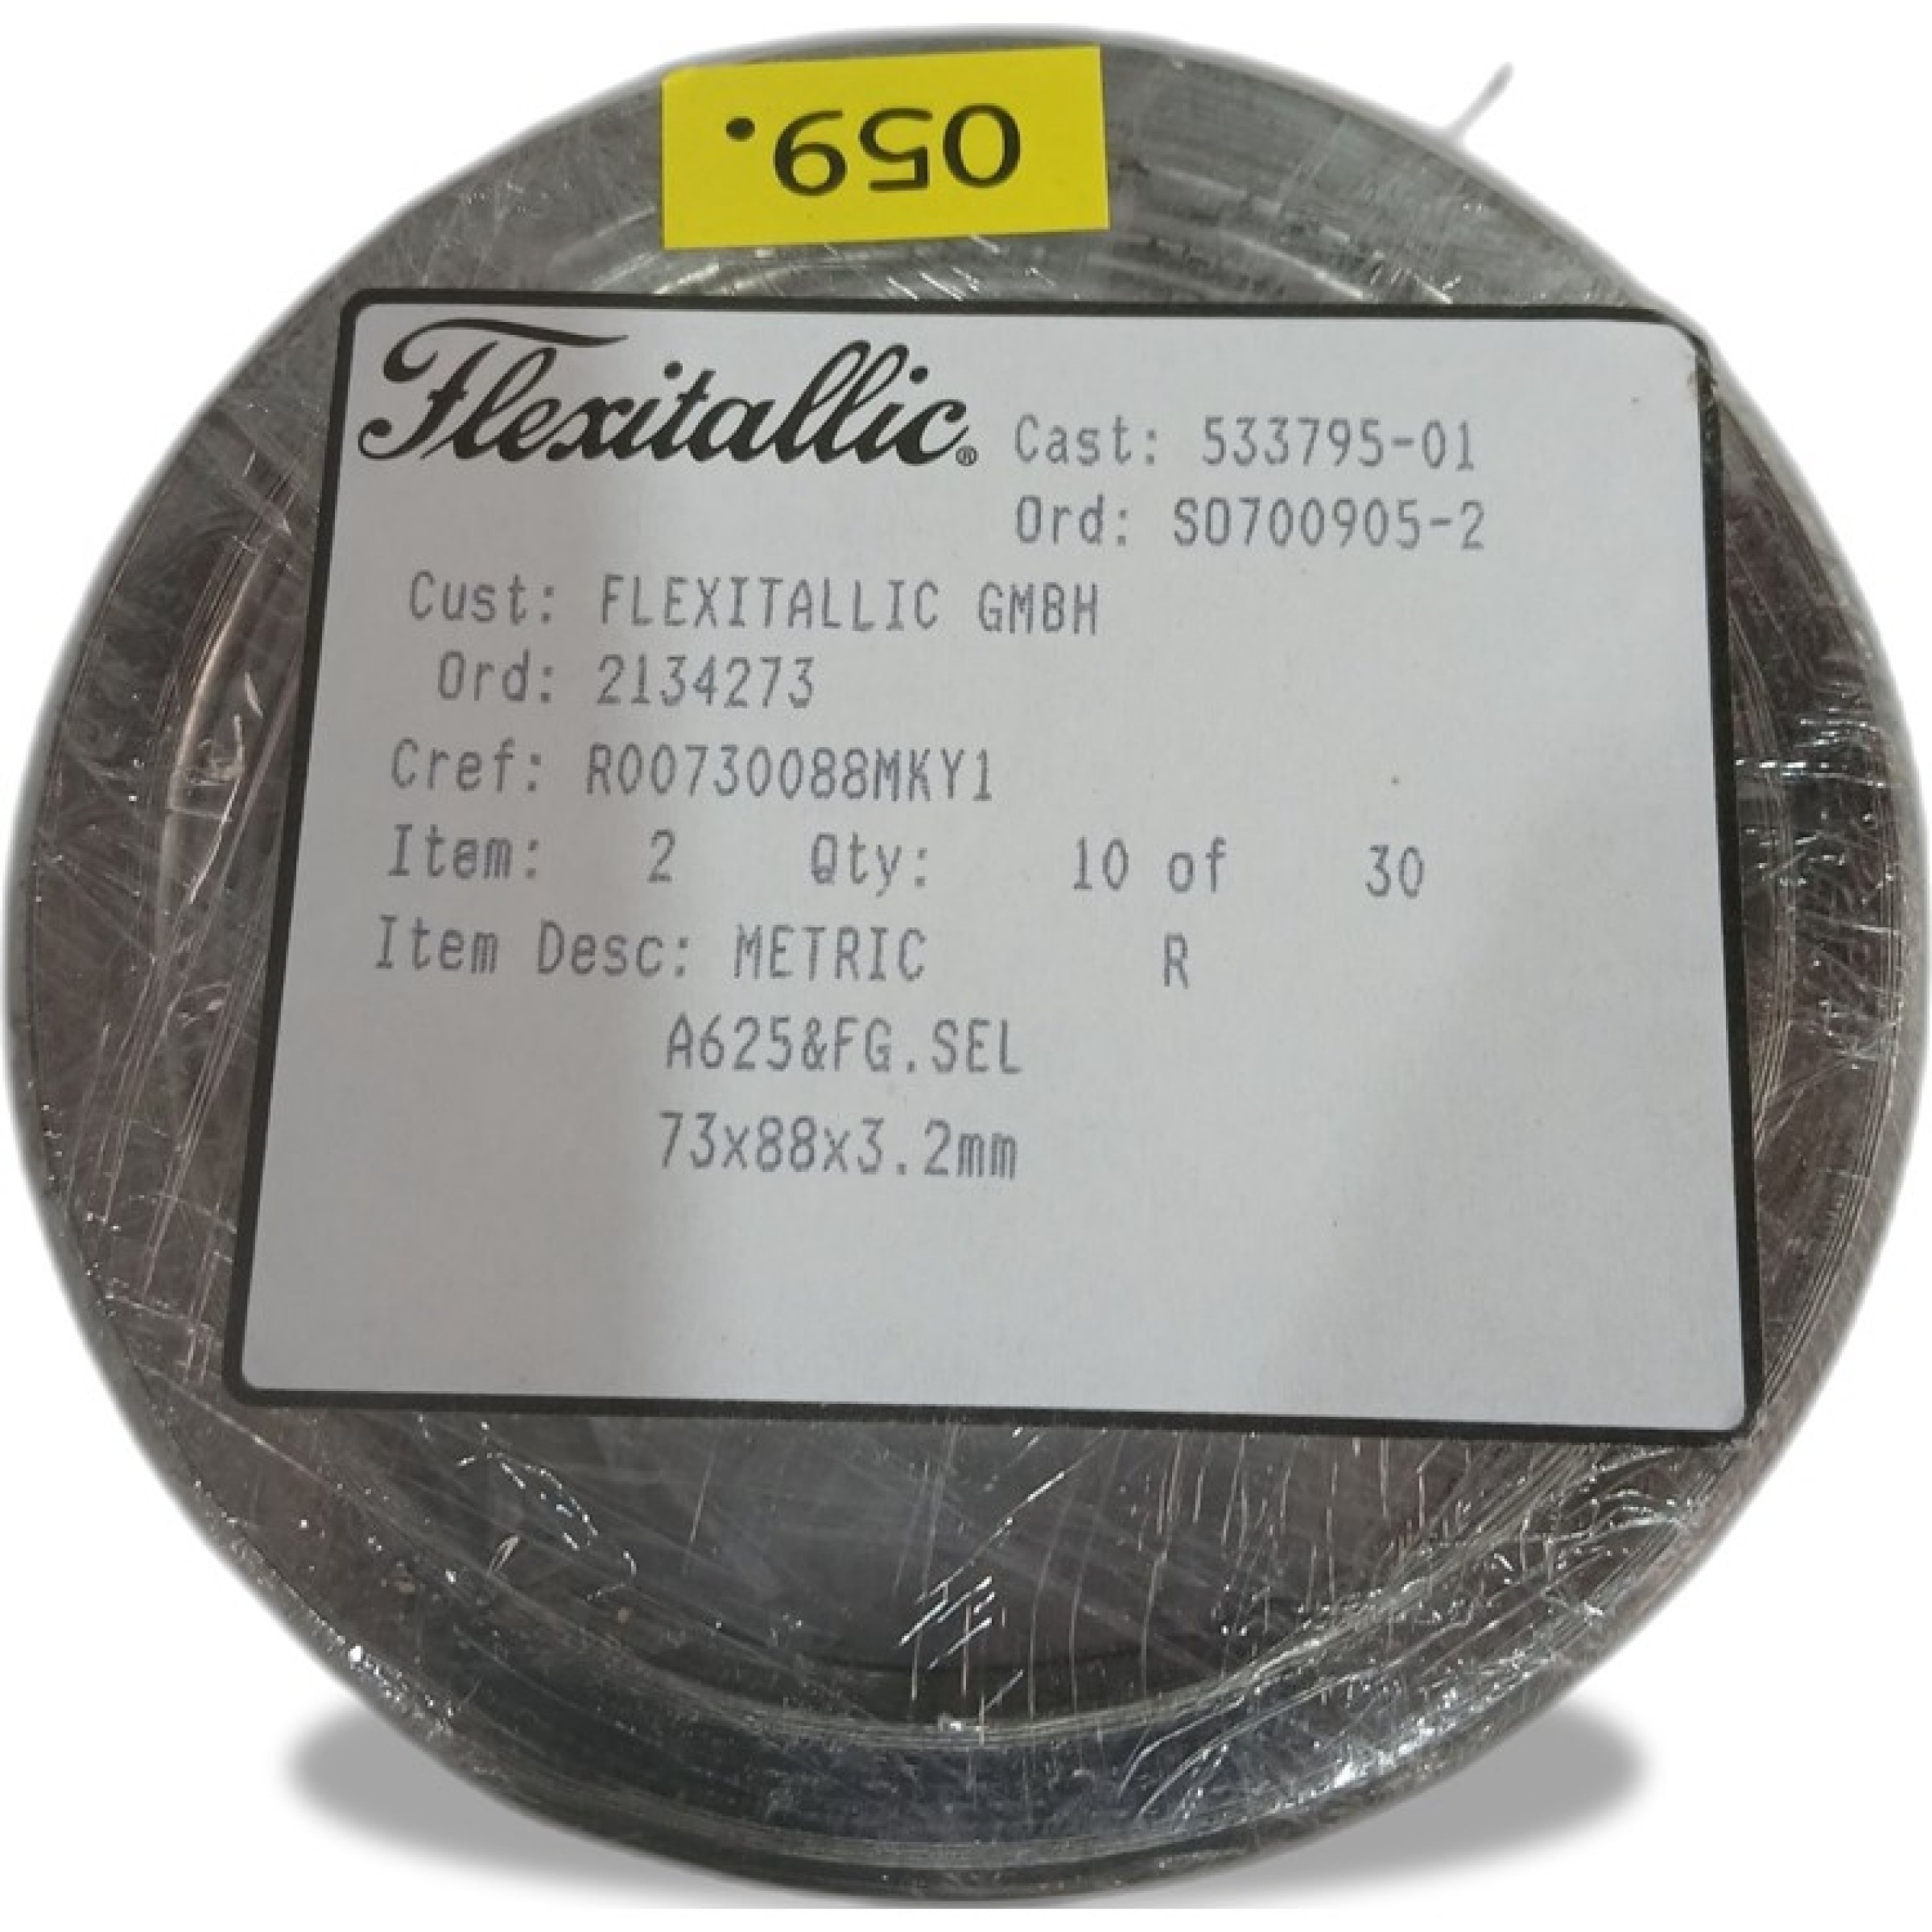 059.
Flexitallic® Cast: 533795-01
Ord: SO700905-2
Cust: FLEXITALLIC GMBH
Ord: 2134273
Cref: R00730088MKY1
Item: 2 Qty: 10 of 30
Item Desc: METRIC R
A625&FG.SEL
73x88x3.2mm